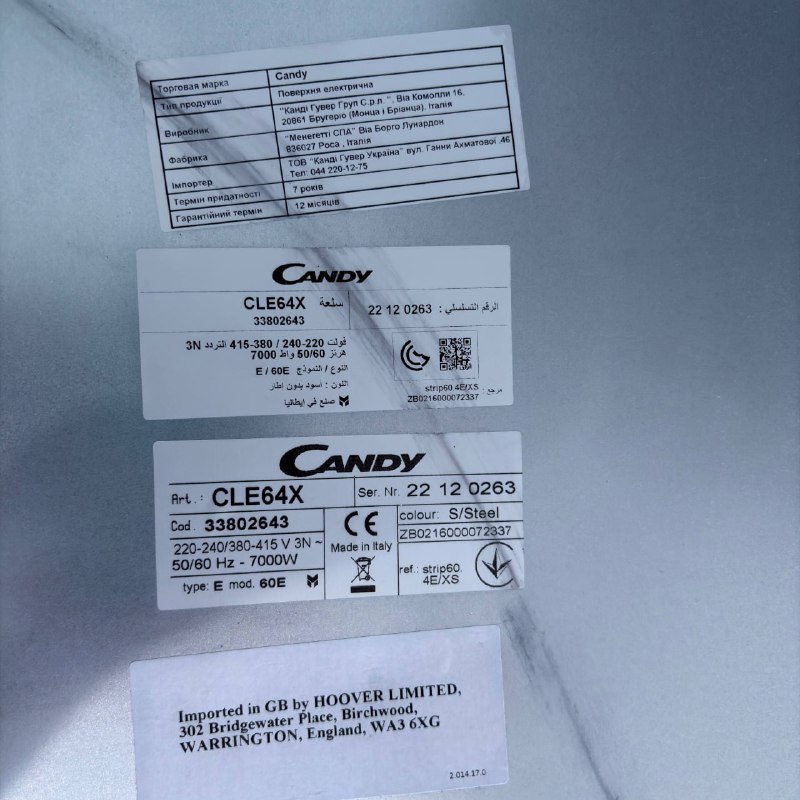 Торговая марка Candy
Тип продукції Поверхня електрична
Виробник "Канді Гувер Груп С.р.л. ", Віа Комолли 16,
20861 Бругеріо (Монца і Бріанца), Італія
Фабрика "Менегетті СПА" Віа Борго Лунардон
836027 Роса , Італія
Імпортер ТОВ "Канді Гувер Україна" вул. Ганни Ахматової ,46
Тел: 044 220-12-75
Термін придатності 7 років
Гарантійний термін 12 місяців
CANDY
سلعة CLE64X
33802643
الرقم التسلسلي : 22 12 0263
فولت 220-240 / 380-415 التردد 3N
هرتز 50/60 واط 7000
النوع / النموذج E / 60E
اللون : اسود بدون اطار
صنع في إيطاليا
مرجع : strip60 4E/XS
ZB0216000072337
CANDY
Art. : CLE64X
Ser. Nr. 22 12 0263
Cod. 33802643
220-240/380-415 V 3N ~
50/60 Hz - 7000W
type: E mod. 60E
CE
Made in Italy
colour: S/Steel
ZB0216000072337
ref.: strip60.
4E/XS
Imported in GB by HOOVER LIMITED,
302 Bridgewater Place, Birchwood,
WARRINGTON, England, WA3 6XG
2.014.17.0